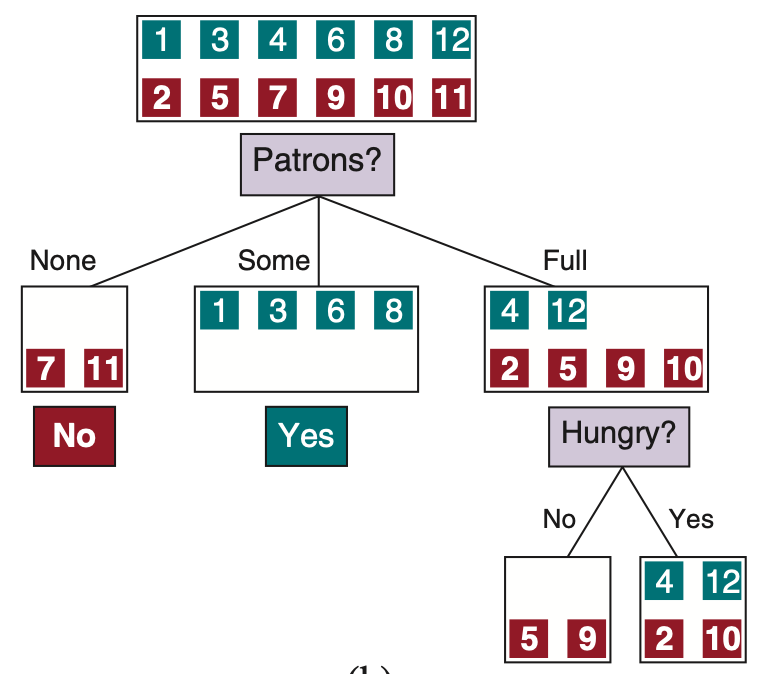 1 3 4 6 8 12
2 5 7 9 10 11
Patrons?
None Some Full
1 3 6 8 4 12
7 11 2 5 9 10
No Yes Hungry?
No Yes
4 12
5 9 2 10